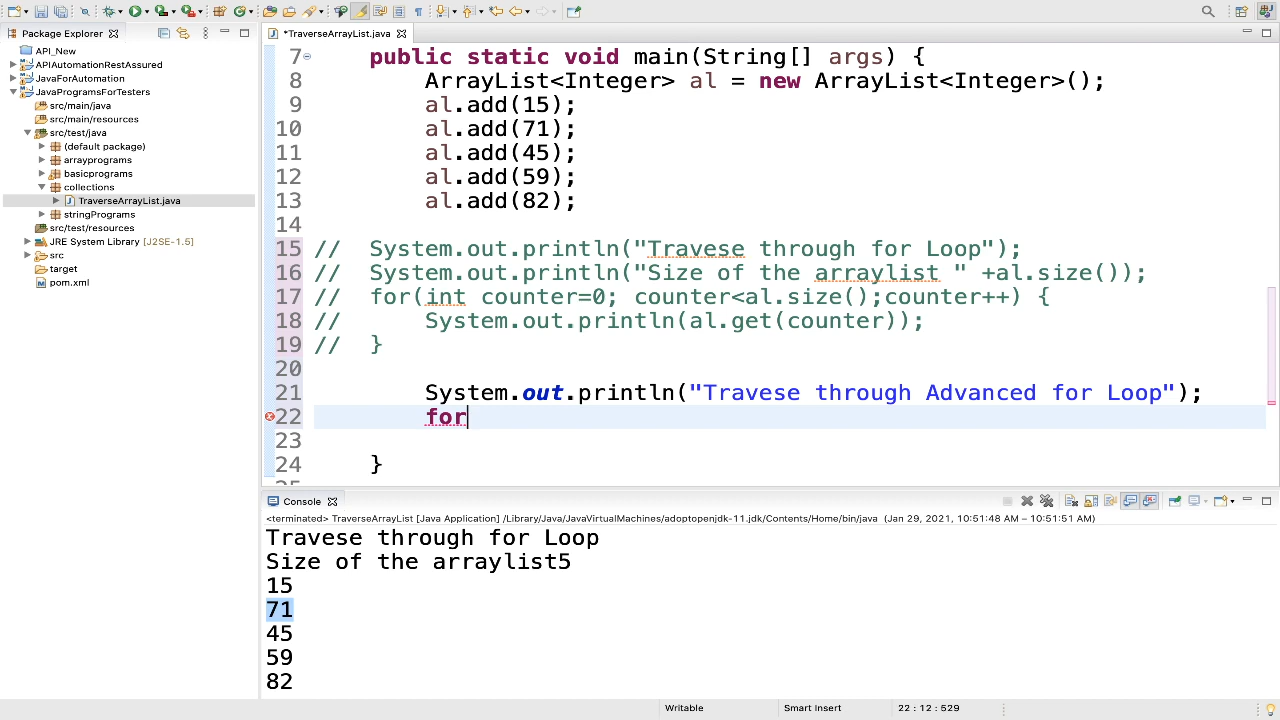 Package Explorer
API_New
APIAutomationRestAssured
JavaForAutomation
JavaProgramsForTesters
src/main/java
src/main/resources
src/test/java
(default package)
arrayprograms
basicprograms
collections
TraverseArrayList.java
stringPrograms
src/test/resources
JRE System Library [J2SE-1.5]
src
target
pom.xml
*TraverseArrayList.java
7 public static void main(String[] args) {
8 ArrayList<Integer> al = new ArrayList<Integer>();
9 al.add(15);
10 al.add(71);
11 al.add(45);
12 al.add(59);
13 al.add(82);
14
15 // System.out.println("Travese through for Loop");
16 // System.out.println("Size of the arraylist " +al.size());
17 // for(int counter=0; counter<al.size();counter++) {
18 // System.out.println(al.get(counter));
19 // }
20
21 System.out.println("Travese through Advanced for Loop");
22 for
23
24 }
Console
<terminated> TraverseArrayList [Java Application] /Library/Java/JavaVirtualMachines/adoptopenjdk-11.jdk/Contents/Home/bin/java (Jan 29, 2021, 10:51:48 AM – 10:51:51 AM)
Travese through for Loop
Size of the arraylist5
15
71
45
59
82
Writable Smart Insert 22 : 12 : 529